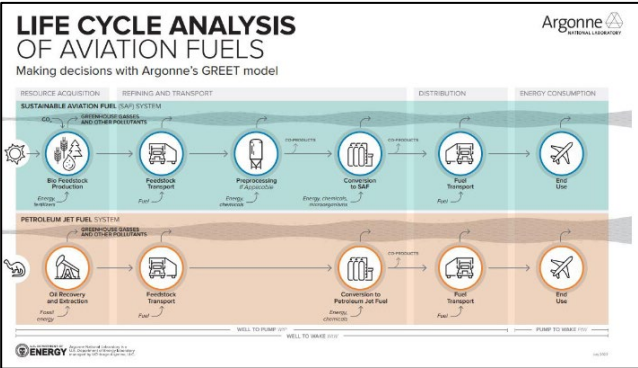 LIFE CYCLE ANALYSIS
OF AVIATION FUELS
Making decisions with Argonne's GREET model
Argonne
NATIONAL LABORATORY
RESOURCE ACQUISITION
REFINING AND TRANSPORT
DISTRIBUTION
ENERGY CONSUMPTION
SUSTAINABLE AVIATION FUEL (SAF) SYSTEM
CO₂
GREENHOUSE GASSES
AND OTHER POLLUTANTS
CO-PRODUCTS
CO-PRODUCTS
Bio Feedstock
Production
Feedstock
Transport
Preprocessing
If Applicable
Conversion
to SAF
Fuel
Transport
End
Use
Energy,
fertilizers
Fuel
Energy,
chemicals
Energy, chemicals,
microorganisms
Fuel
PETROLEUM JET FUEL SYSTEM
GREENHOUSE GASSES
AND OTHER POLLUTANTS
CO-PRODUCTS
Oil Recovery
and Extraction
Feedstock
Transport
Conversion to
Petroleum Jet Fuel
Fuel
Transport
End
Use
Fossil
energy
Fuel
Energy,
chemicals
Fuel
WELL TO PUMP
PUMP TO WAKE
WELL TO WAKE
ENERGY
Argonne National Laboratory is a